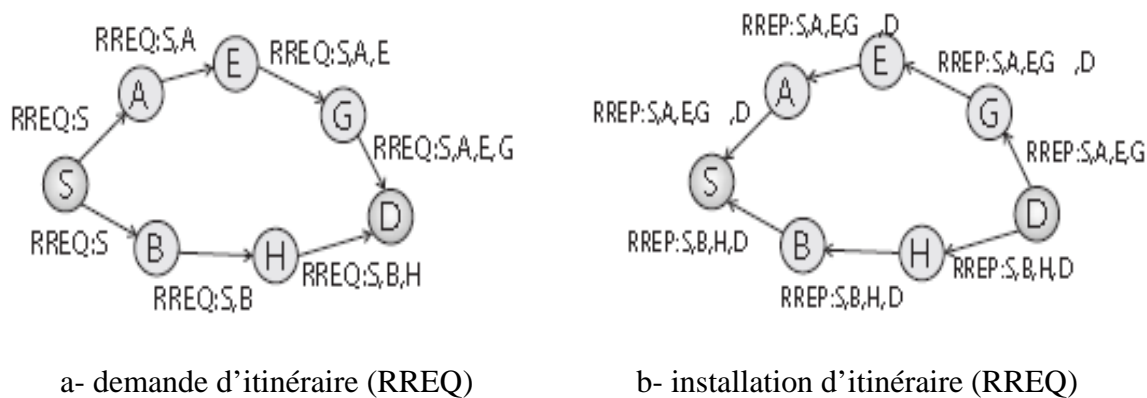 RREQ:S,A
E
RREQ:S,A,E
A
G
RREQ:S
RREQ:S,A,E,G
S
D
RREQ:S
B
H
RREQ:S,B,H
RREQ:S,B
RREP:S,A,E,G ,D
E
RREP:S,A,E,G ,D
A
G
RREP:S,A,E,G ,D
RREP:S,A,E,G
S
D
RREP:S,B,H,D
B
H
RREP:S,B,H,D
RREP:S,B,H,D
a- demande d'itinéraire (RREQ)
b- installation d'itinéraire (RREQ)